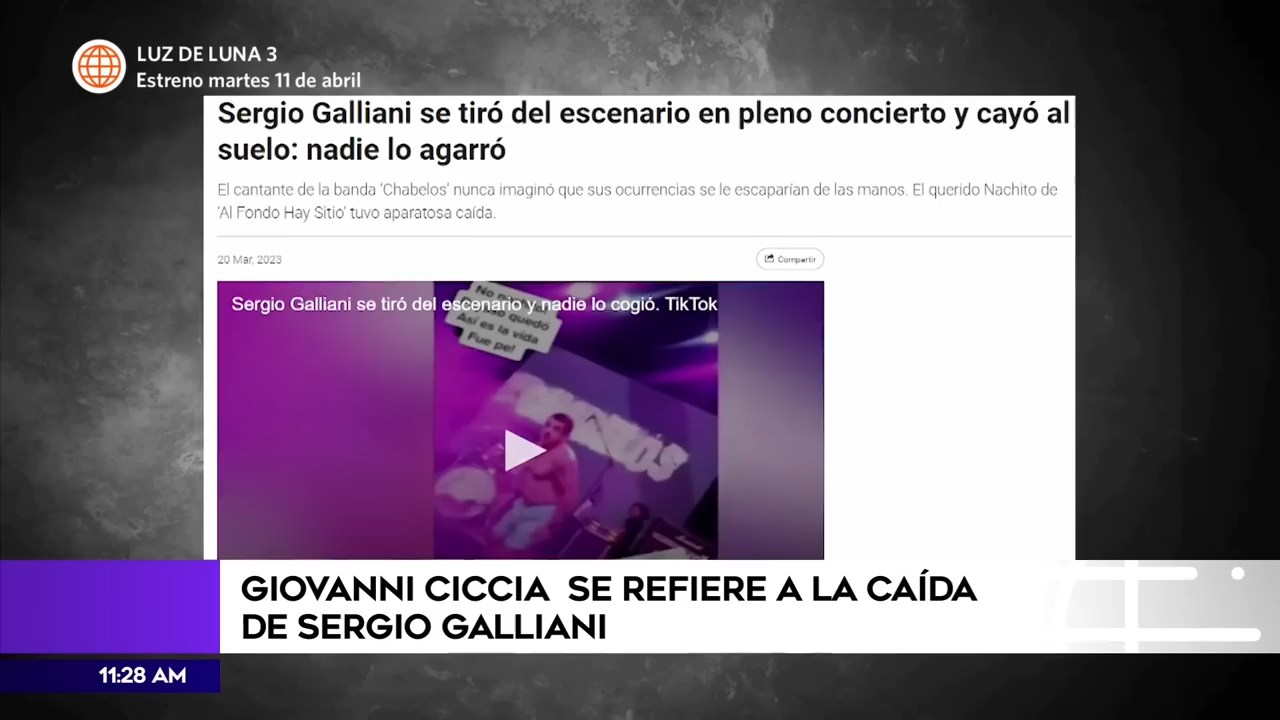 LUZ DE LUNA 3
Estreno martes 11 de abril
Sergio Galliani se tiró del escenario en pleno concierto y cayó al
suelo: nadie lo agarró
El cantante de la banda ‘Chabelos’ nunca imaginó que sus ocurrencias se le escaparían de las manos. El querido Nachito de
‘Al Fondo Hay Sitio’ tuvo aparatosa caída.
20 Mar, 2023
Compartir
Sergio Galliani se tiró del escenario y nadie lo cogió. TikTok
quedó
Así es la vida
Fue pe!
GIOVANNI CICCIA SE REFIERE A LA CAÍDA
DE SERGIO GALLIANI
11:28 AM